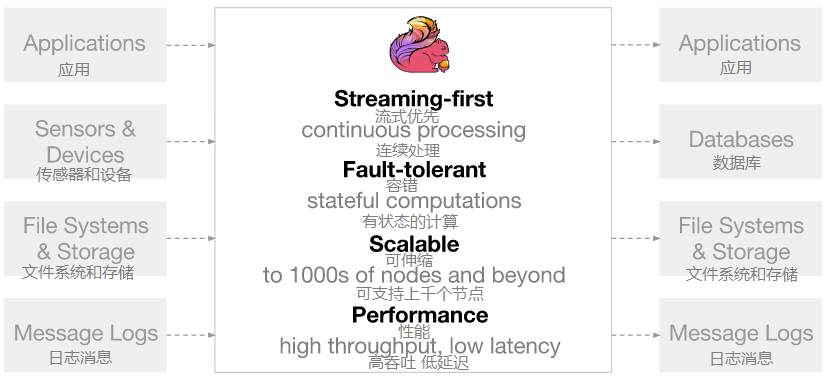 Applications
应用
Sensors &
Devices
传感器和设备
File Systems
& Storage
文件系统和存储
Message Logs
日志消息
Streaming-first
流式优先
continuous processing
连续处理
Fault-tolerant
容错
stateful computations
有状态的计算
Scalable
可伸缩
to 1000s of nodes and beyond
可支持上千个节点
Performance
性能
high throughput, low latency
高吞吐 低延迟
Applications
应用
Databases
数据库
File Systems
& Storage
文件系统和存储
Message Logs
日志消息